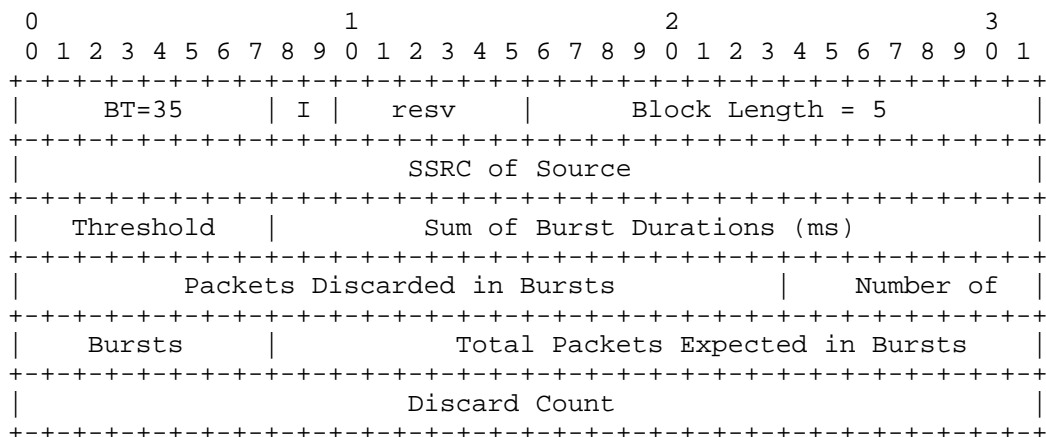 0                   1                   2                   3
 0 1 2 3 4 5 6 7 8 9 0 1 2 3 4 5 6 7 8 9 0 1 2 3 4 5 6 7 8 9 0 1
+-+-+-+-+-+-+-+-+-+-+-+-+-+-+-+-+-+-+-+-+-+-+-+-+-+-+-+-+-+-+-+-+
|     BT=35     | I |   resv    |      Block Length = 5         |
+-+-+-+-+-+-+-+-+-+-+-+-+-+-+-+-+-+-+-+-+-+-+-+-+-+-+-+-+-+-+-+-+
|                        SSRC of Source                         |
+-+-+-+-+-+-+-+-+-+-+-+-+-+-+-+-+-+-+-+-+-+-+-+-+-+-+-+-+-+-+-+-+
|   Threshold   |         Sum of Burst Durations (ms)           |
+-+-+-+-+-+-+-+-+-+-+-+-+-+-+-+-+-+-+-+-+-+-+-+-+-+-+-+-+-+-+-+-+
|          Packets Discarded in Bursts          |    Number of  |
+-+-+-+-+-+-+-+-+-+-+-+-+-+-+-+-+-+-+-+-+-+-+-+-+-+-+-+-+-+-+-+-+
|    Bursts     |           Total Packets Expected in Bursts    |
+-+-+-+-+-+-+-+-+-+-+-+-+-+-+-+-+-+-+-+-+-+-+-+-+-+-+-+-+-+-+-+-+
|                        Discard Count                          |
+-+-+-+-+-+-+-+-+-+-+-+-+-+-+-+-+-+-+-+-+-+-+-+-+-+-+-+-+-+-+-+-+